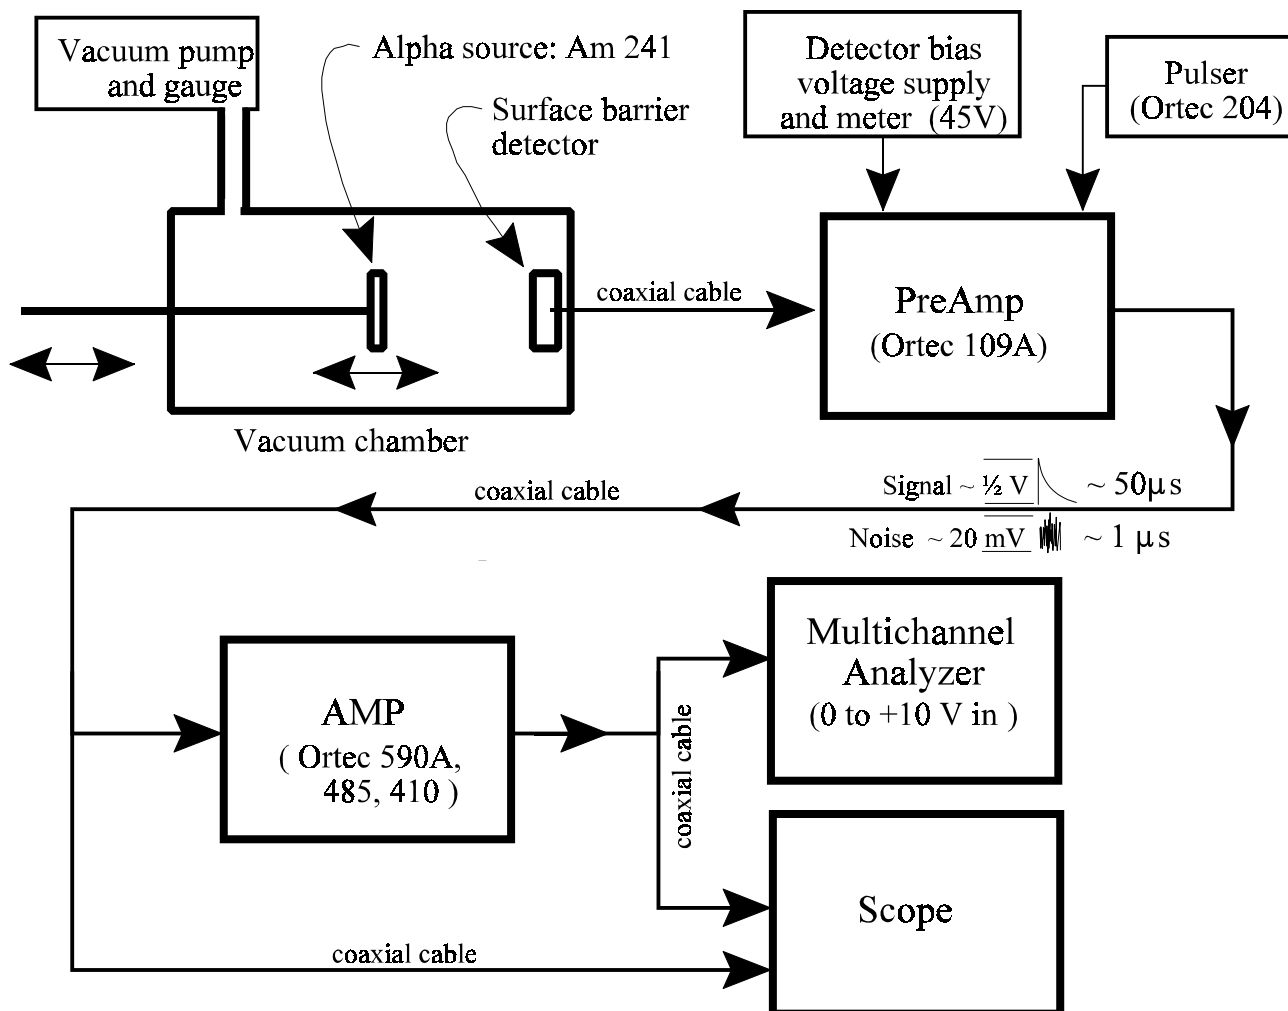 Vacuum pump
and gauge
Alpha source: Am 241
Surface barrier
detector
Detector bias
voltage supply
and meter (45V)
Pulser
(Ortec 204)
coaxial cable
PreAmp
(Ortec 109A)
Vacuum chamber
coaxial cable
Signal ~ ½ V ~ 50μs
Noise ~ 20 mV ~ 1 μs
AMP
( Ortec 590A,
485, 410 )
coaxial cable
Multichannel
Analyzer
(0 to +10 V in )
Scope
coaxial cable